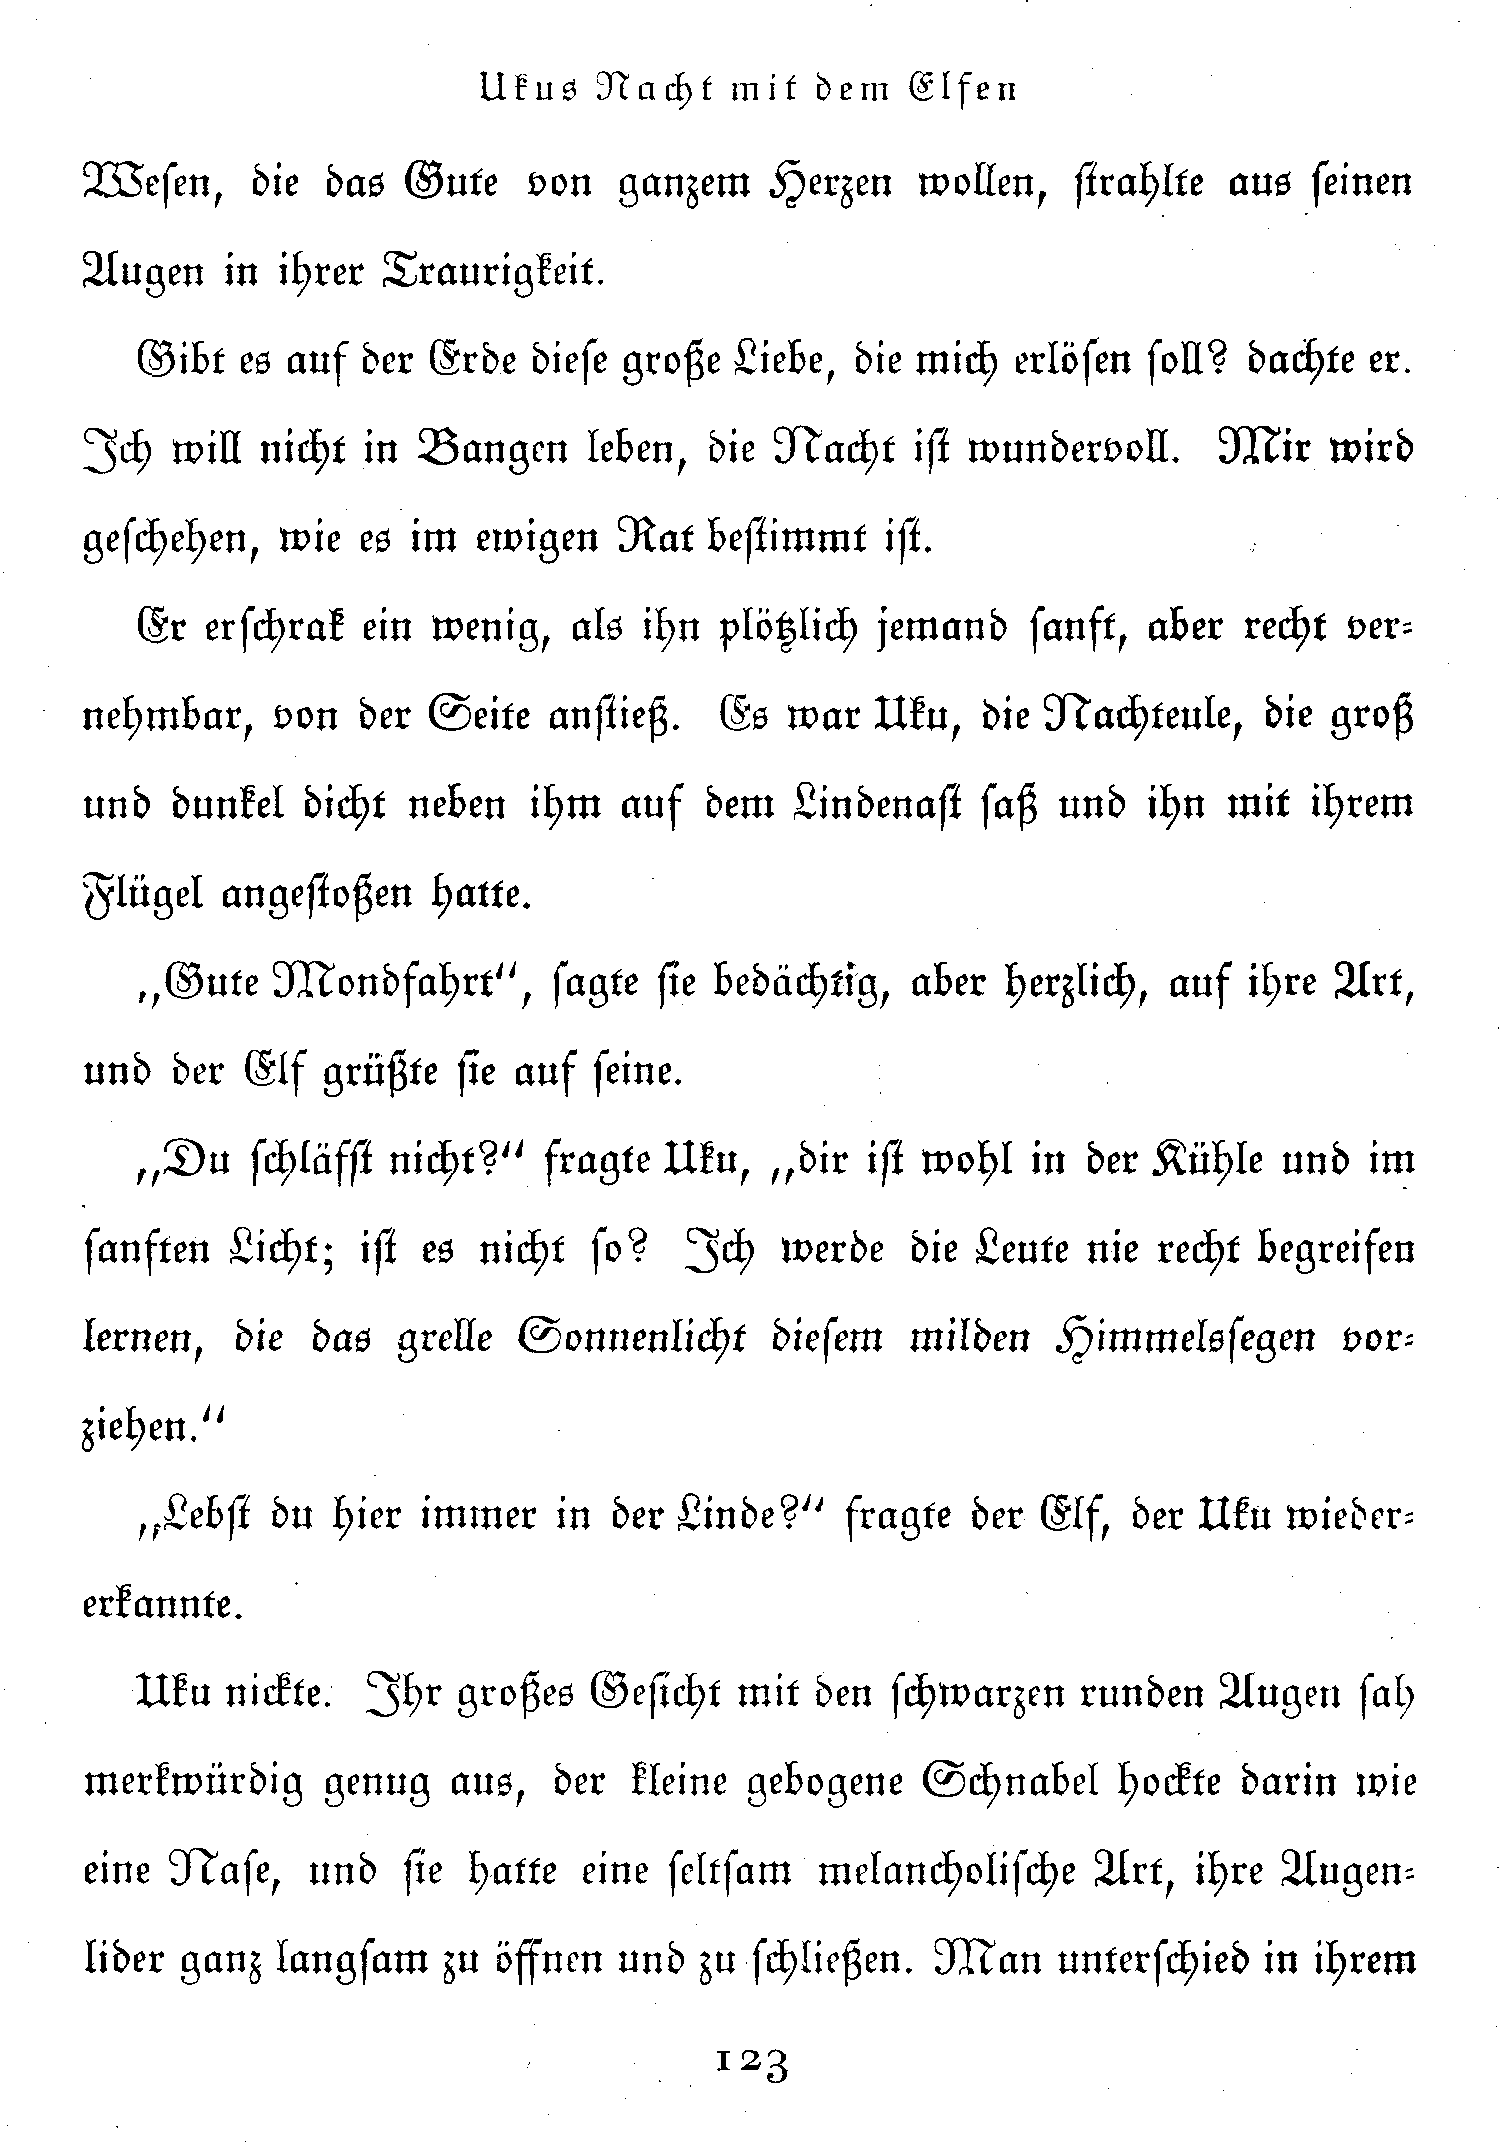 Ukus Nacht mit dem Elfen
Weſen, die das Gute von ganzem Herzen wollen, ſtrahlte aus ſeinen
Augen in ihrer Traurigkeit.
Gibt es auf der Erde dieſe große Liebe, die mich erlöſen ſoll? dachte er.
Ich will nicht in Bangen leben, die Nacht iſt wundervoll. Mir wird
geſchehen, wie es im ewigen Rat beſtimmt iſt.
Er erſchrak ein wenig, als ihn plötzlich jemand ſanft, aber recht ver-
nehmbar, von der Seite anſtieß. Es war Uku, die Nachteule, die groß
und dunkel dicht neben ihm auf dem Lindenaſt ſaß und ihn mit ihrem
Flügel angeſtoßen hatte.
„Gute Mondfahrt“, ſagte ſie bedächtig, aber herzlich, auf ihre Art,
und der Elf grüßte ſie auf ſeine.
„Du ſchläfſt nicht?“ fragte Uku, „dir iſt wohl in der Kühle und im
ſanften Licht; iſt es nicht ſo? Ich werde die Leute nie recht begreifen
lernen, die das grelle Sonnenlicht dieſem milden Himmelsſegen vor-
ziehen.“
„Lebſt du hier immer in der Linde?“ fragte der Elf, der Uku wieder-
erkannte.
Uku nickte. Ihr großes Geſicht mit den ſchwarzen runden Augen ſah
merkwürdig genug aus, der kleine gebogene Schnabel hockte darin wie
eine Naſe, und ſie hatte eine ſeltſam melancholiſche Art, ihre Augen-
lider ganz langſam zu öffnen und zu ſchließen. Man unterſchied in ihrem
123